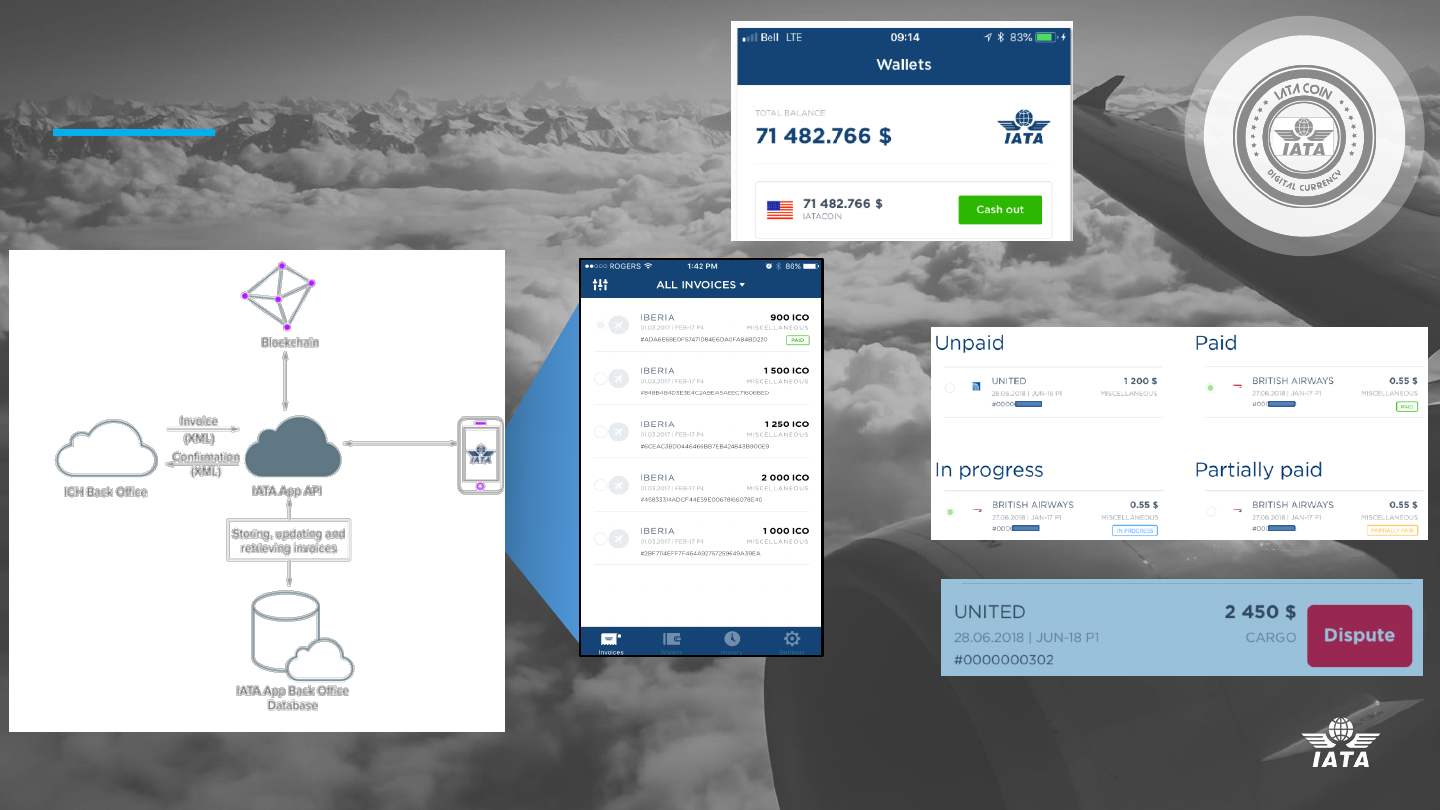 Bell LTE 09:14 83%
Wallets
TOTAL BALANCE
71 482.766 $
IATA
71 482.766 $
IATACOIN
Cash out
IATA COIN
IATA
DIGITAL CURRENCY
Blockchain
Invoice
(XML)
Confirmation
(XML)
ICH Back Office
IATA App API
IATA
Storing, updating and
retrieving invoices
IATA App Back Office
Database
ROGERS 1:42 PM 86%
ALL INVOICES
IBERIA 900 ICO
01.03.2017 | FEB-17 P4 MISCELLANEOUS
PAID
IBERIA 1 500 ICO
01.03.2017 | FEB-17 P4 MISCELLANEOUS
IBERIA 1 250 ICO
01.03.2017 | FEB-17 P4 MISCELLANEOUS
IBERIA 2 000 ICO
01.03.2017 | FEB-17 P4 MISCELLANEOUS
IBERIA 1 000 ICO
01.03.2017 | FEB-17 P4 MISCELLANEOUS
Invoices Wallets History Settings
Unpaid
UNITED 1 200 $
28.06.2018 | JUN-18 P1 MISCELLANEOUS
#0000
Paid
BRITISH AIRWAYS 0.55 $
27.06.2018 | JAN-17 P1 MISCELLANEOUS
#00
PAID
In progress
BRITISH AIRWAYS 0.55 $
27.06.2018 | JAN-17 P1 MISCELLANEOUS
#000
IN PROGRESS
Partially paid
BRITISH AIRWAYS 0.55 $
27.06.2018 | JAN-17 P1 MISCELLANEOUS
#00
PARTIALLY PAID
UNITED 2 450 $
28.06.2018 | JUN-18 P1 CARGO
#0000000302
Dispute
IATA